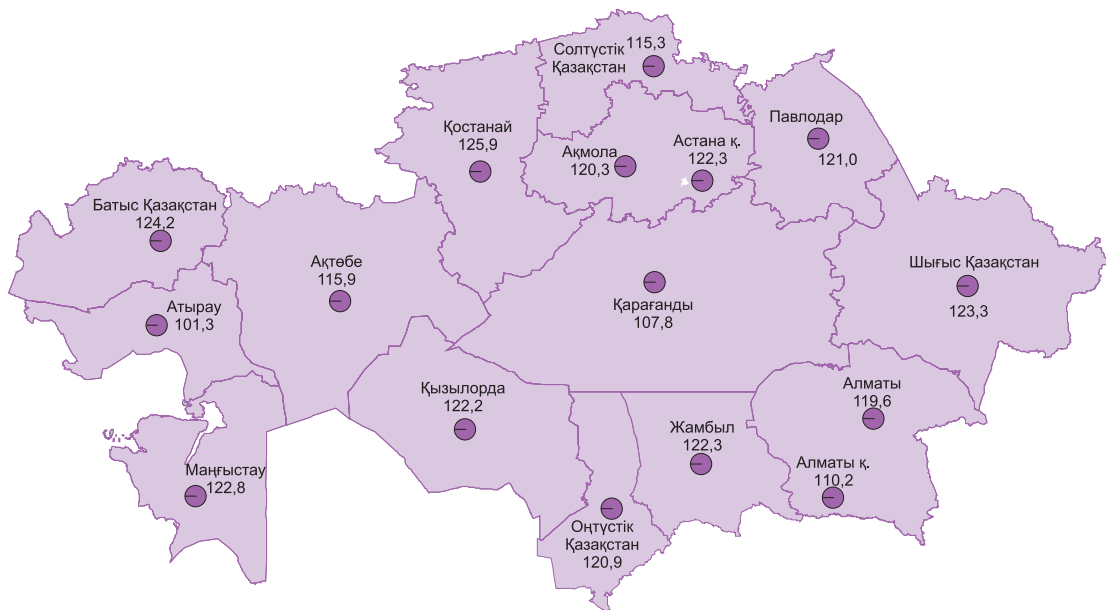 Солтүстік
Қазақстан
115,3
Қостанай
125,9
Ақмола
120,3
Астана қ.
122,3
Павлодар
121,0
Батыс Қазақстан
124,2
Ақтөбе
115,9
Атырау
101,3
Қарағанды
107,8
Шығыс Қазақстан
123,3
Қызылорда
122,2
Маңғыстау
122,8
Оңтүстік
Қазақстан
120,9
Жамбыл
122,3
Алматы
119,6
Алматы қ.
110,2